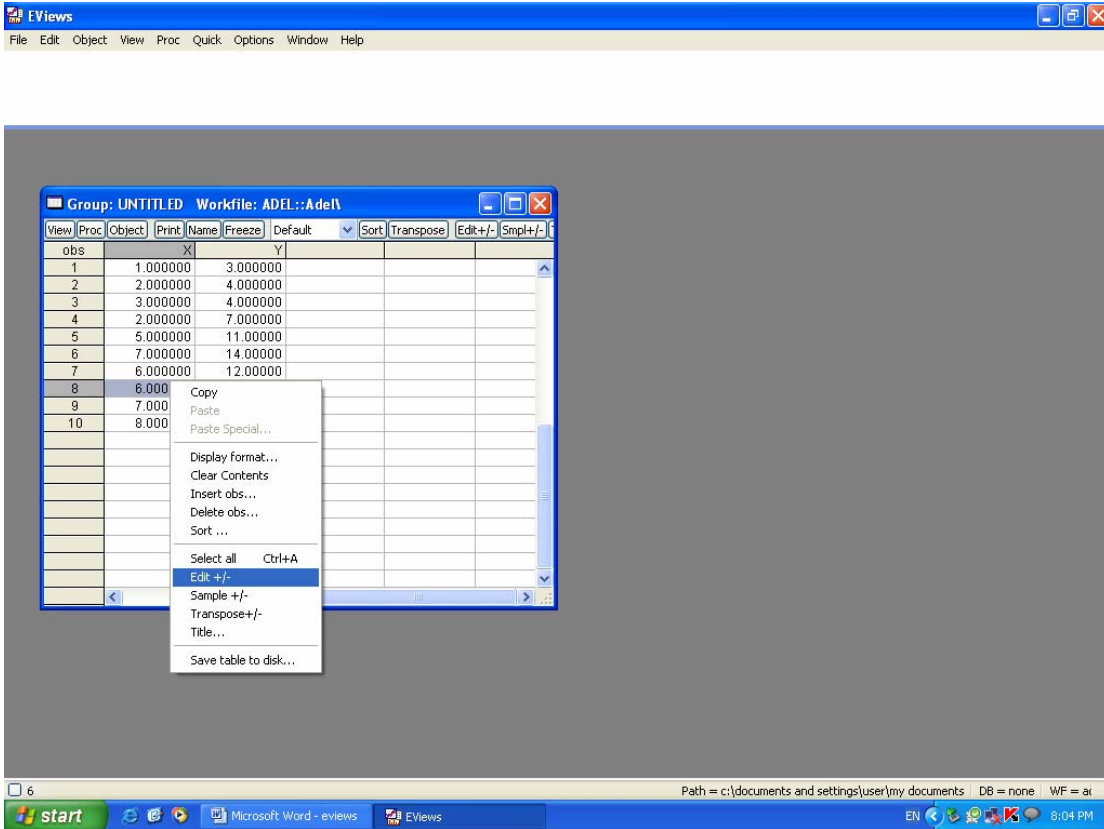 EViews
File Edit Object View Proc Quick Options Window Help
Group: UNTITLED Workfile: ADEL::Adel\
View Proc Object Print Name Freeze Default Sort Transpose Edit+/- Smpl+/-
obs X Y
1 1.000000 3.000000
2 2.000000 4.000000
3 3.000000 4.000000
4 2.000000 7.000000
5 5.000000 11.00000
6 7.000000 14.00000
7 6.000000 12.00000
8 6.000
9 7.000
10 8.000
Copy
Paste
Paste Special...
Display format...
Clear Contents
Insert obs...
Delete obs...
Sort ...
Select all Ctrl+A
Edit +/-
Sample +/-
Transpose+/-
Title...
Save table to disk...
6 Path = c:\documents and settings\user\my documents DB = none WF =
start Microsoft Word - eviews EViews EN 8:04 PM